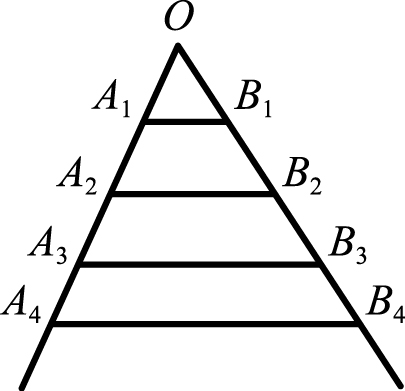 O
A₁ B₁
A₂ B₂
A₃ B₃
A₄ B₄